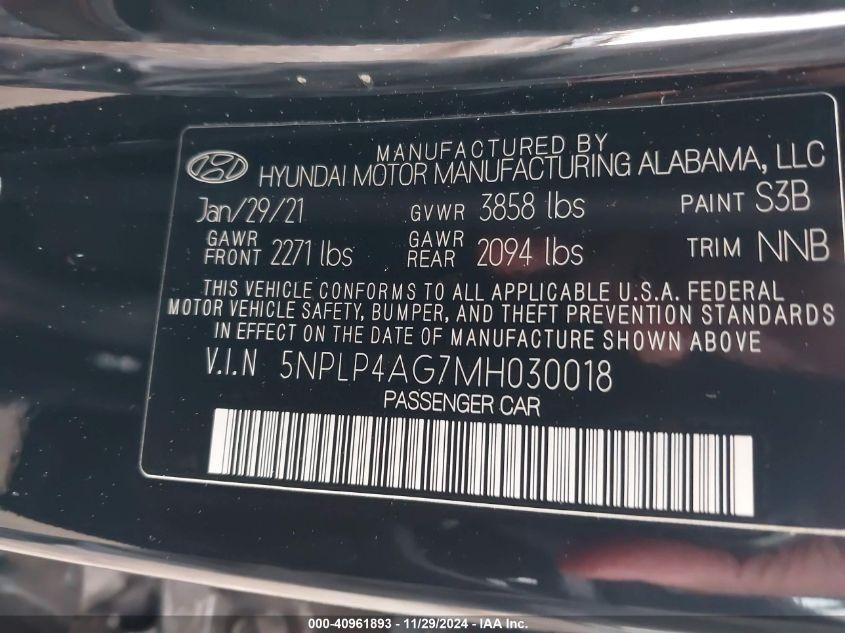 MANUFACTURED BY
HYUNDAI MOTOR MANUFACTURING ALABAMA, LLC
Jan/29/21 GVWR 3858 lbs PAINT S3B
GAWR FRONT 2271 lbs GAWR REAR 2094 lbs TRIM NNB
THIS VEHICLE CONFORMS TO ALL APPLICABLE U.S.A. FEDERAL
MOTOR VEHICLE SAFETY, BUMPER, AND THEFT PREVENTION STANDARDS
IN EFFECT ON THE DATE OF MANUFACTURE SHOWN ABOVE
V.I.N 5NPLP4AG7MH030018
PASSENGER CAR
000-40961893 - 11/29/2024 - IAA Inc.